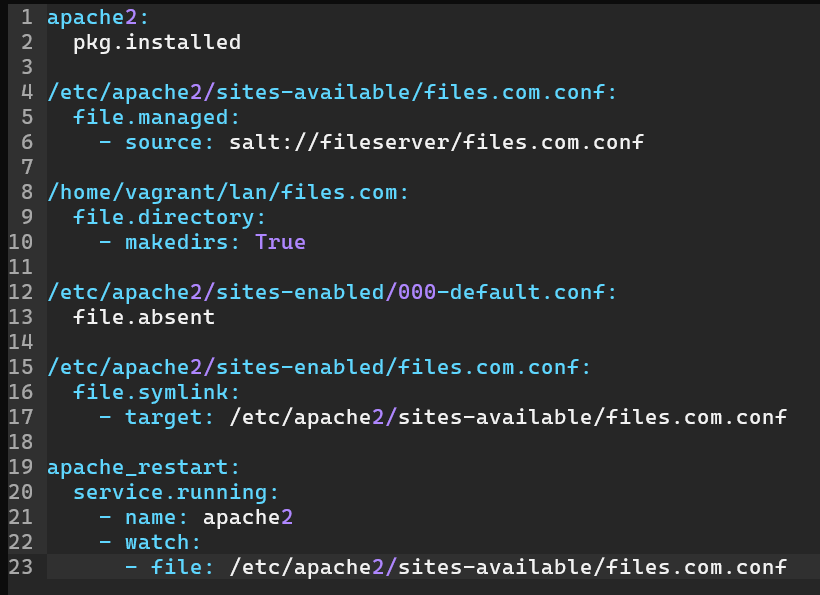 1 apache2:
2   pkg.installed
3
4 /etc/apache2/sites-available/files.com.conf:
5   file.managed:
6     - source: salt://fileserver/files.com.conf
7
8 /home/vagrant/lan/files.com:
9   file.directory:
10     - makedirs: True
11
12 /etc/apache2/sites-enabled/000-default.conf:
13   file.absent
14
15 /etc/apache2/sites-enabled/files.com.conf:
16   file.symlink:
17     - target: /etc/apache2/sites-available/files.com.conf
18
19 apache_restart:
20   service.running:
21     - name: apache2
22     - watch:
23       - file: /etc/apache2/sites-available/files.com.conf